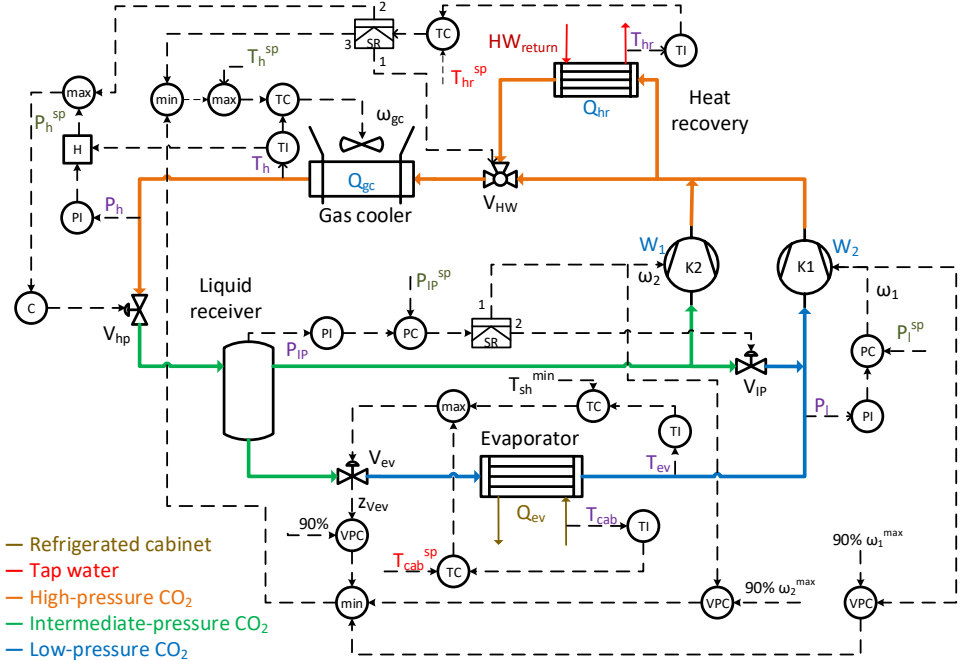 2
3
SR
1
TC
HW_return
T_hr
TI
T_hr^sp
T_h^sp
max
min
max
TC
ω_gc
Q_hr
Heat
recovery
P_h^sp
H
TI
T_h
Q_gc
V_HW
Gas cooler
PI
P_h
W_1
ω_2
K2
K1
W_2
C
V_hp
Liquid
receiver
P_IP^sp
1
2
SR
PI
PC
P_IP
V_IP
ω_1
PC
P_l^sp
P_l
PI
T_sh^min
TC
max
TI
Evaporator
V_ev
T_ev
z_Vev
Q_ev
T_cab
TI
90%
VPC
T_cab^sp
TC
90% ω_1^max
min
VPC
90% ω_2^max
VPC
Refrigerated cabinet
Tap water
High-pressure CO₂
Intermediate-pressure CO₂
Low-pressure CO₂